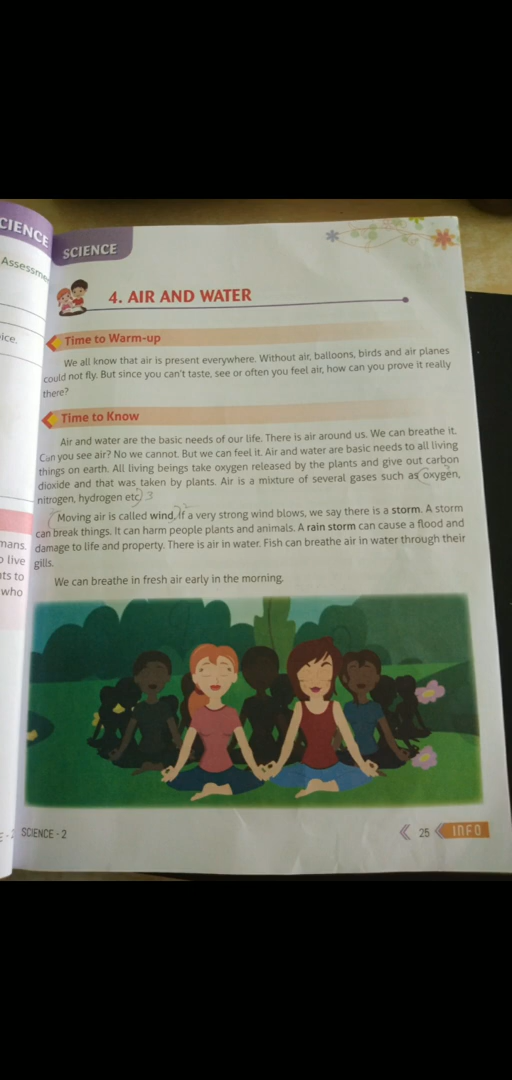 CIENCE
Assessme
ice.
mans.
live
ts to
who
SCIENCE
4. AIR AND WATER
Time to Warm-up
We all know that air is present everywhere. Without air, balloons, birds and air planes
could not fly. But since you can't taste, see or often you feel air, how can you prove it really
there?
Time to Know
Air and water are the basic needs of our life. There is air around us. We can breathe it.
Can you see air? No we cannot. But we can feel it. Air and water are basic needs to all living
things on earth. All living beings take oxygen released by the plants and give out carbon
dioxide and that was taken by plants. Air is a mixture of several gases such as oxygen,
nitrogen, hydrogen etc) 3
Moving air is called wind. If a very strong wind blows, we say there is a storm. A storm
can break things. It can harm people plants and animals. A rain storm can cause a flood and
damage to life and property. There is air in water. Fish can breathe air in water through their
gills.
We can breathe in fresh air early in the morning.
SCIENCE - 2
25 INFO